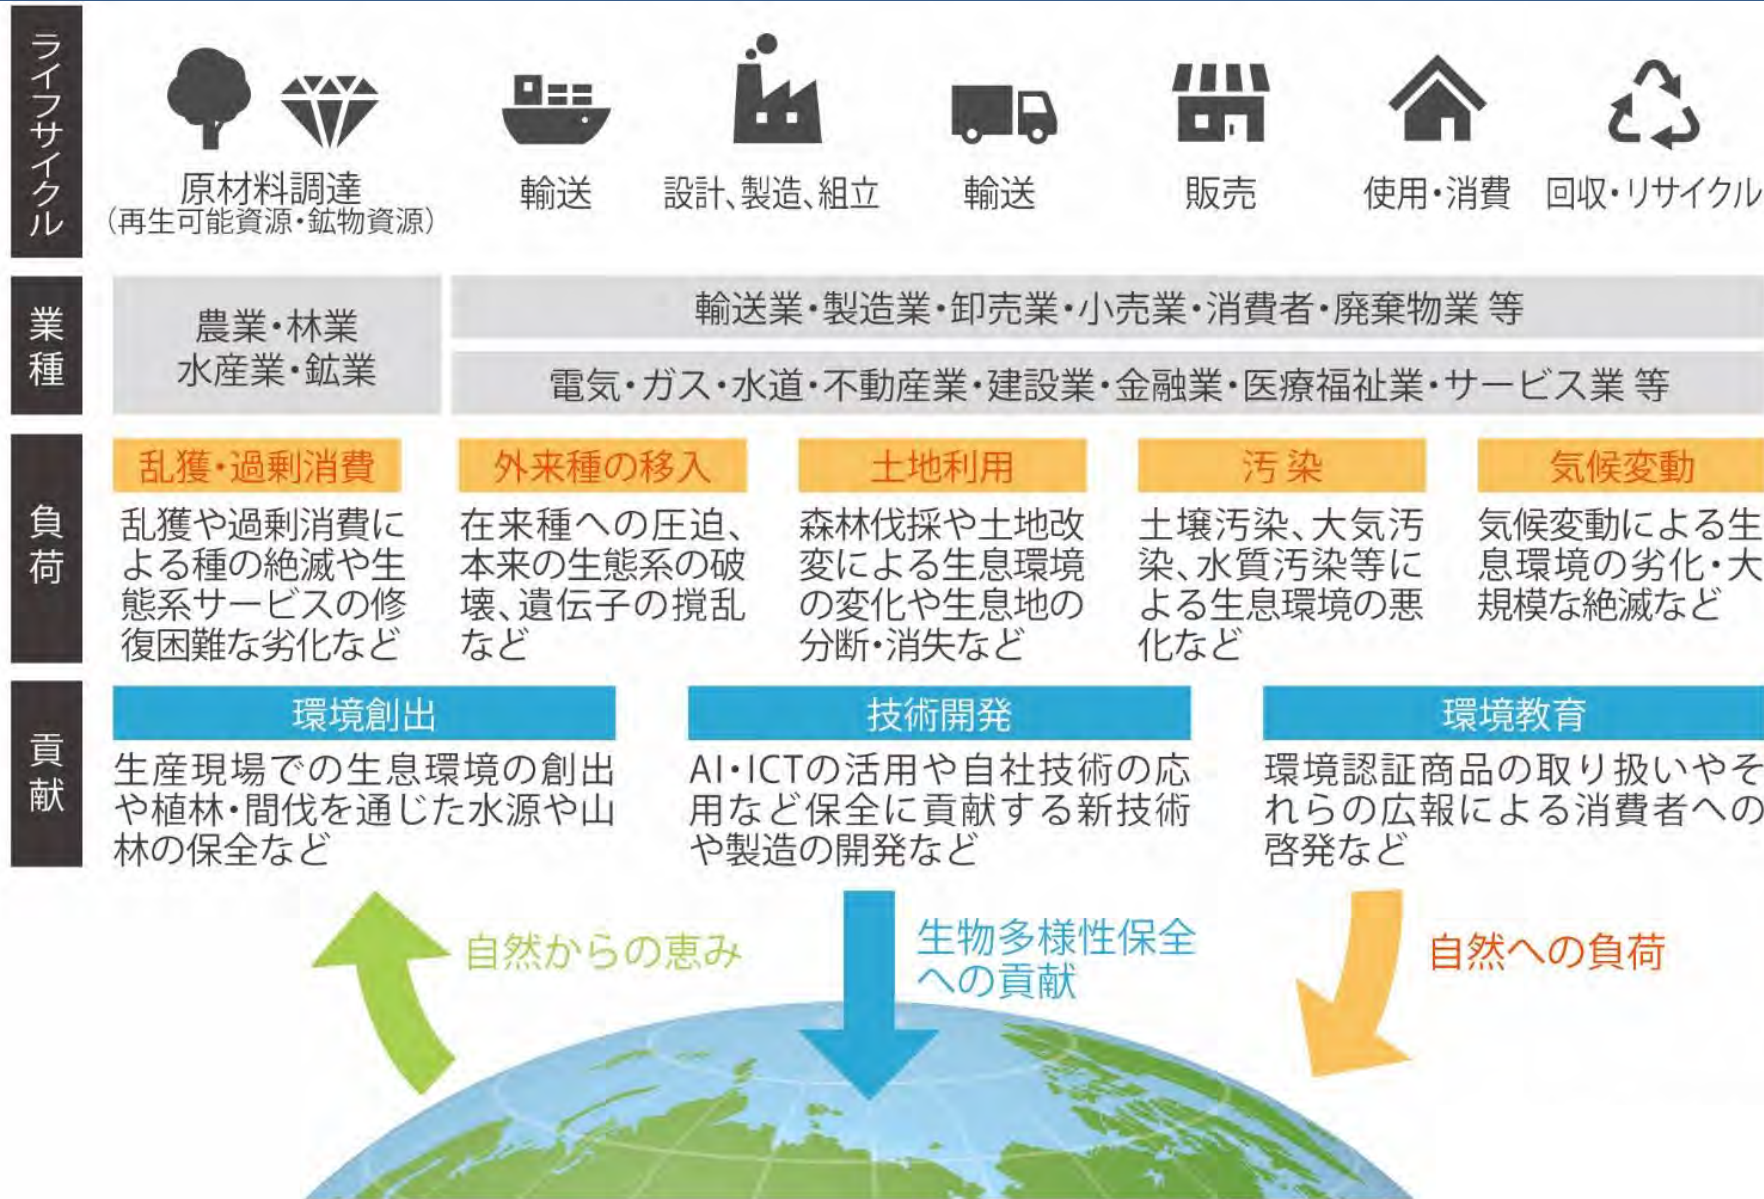 ライフサイクル
原材料調達
（再生可能資源・鉱物資源）
輸送
設計、製造、組立
輸送
販売
使用・消費
回収・リサイクル
業種
農業・林業
水産業・鉱業
輸送業・製造業・卸売業・小売業・消費者・廃棄物業 等
電気・ガス・水道・不動産業・建設業・金融業・医療福祉業・サービス業 等
負荷
乱獲・過剰消費
乱獲や過剰消費に
よる種の絶滅や生
態系サービスの修
復困難な劣化など
外来種の移入
在来種への圧迫、
本来の生態系の破
壊、遺伝子の撹乱
など
土地利用
森林伐採や土地改
変による生息環境
の変化や生息地の
分断・消失など
汚染
土壌汚染、大気汚
染、水質汚染等に
よる生息環境の悪
化など
気候変動
気候変動による生
息環境の劣化・大
規模な絶滅など
貢献
環境創出
生産現場での生息環境の創出
や植林・間伐を通じた水源や山
林の保全など
技術開発
AI・ICTの活用や自社技術の応
用など保全に貢献する新技術
や製造の開発など
環境教育
環境認証商品の取り扱いやそ
れらの広報による消費者への
啓発など
自然からの恵み
生物多様性保全
への貢献
自然への負荷